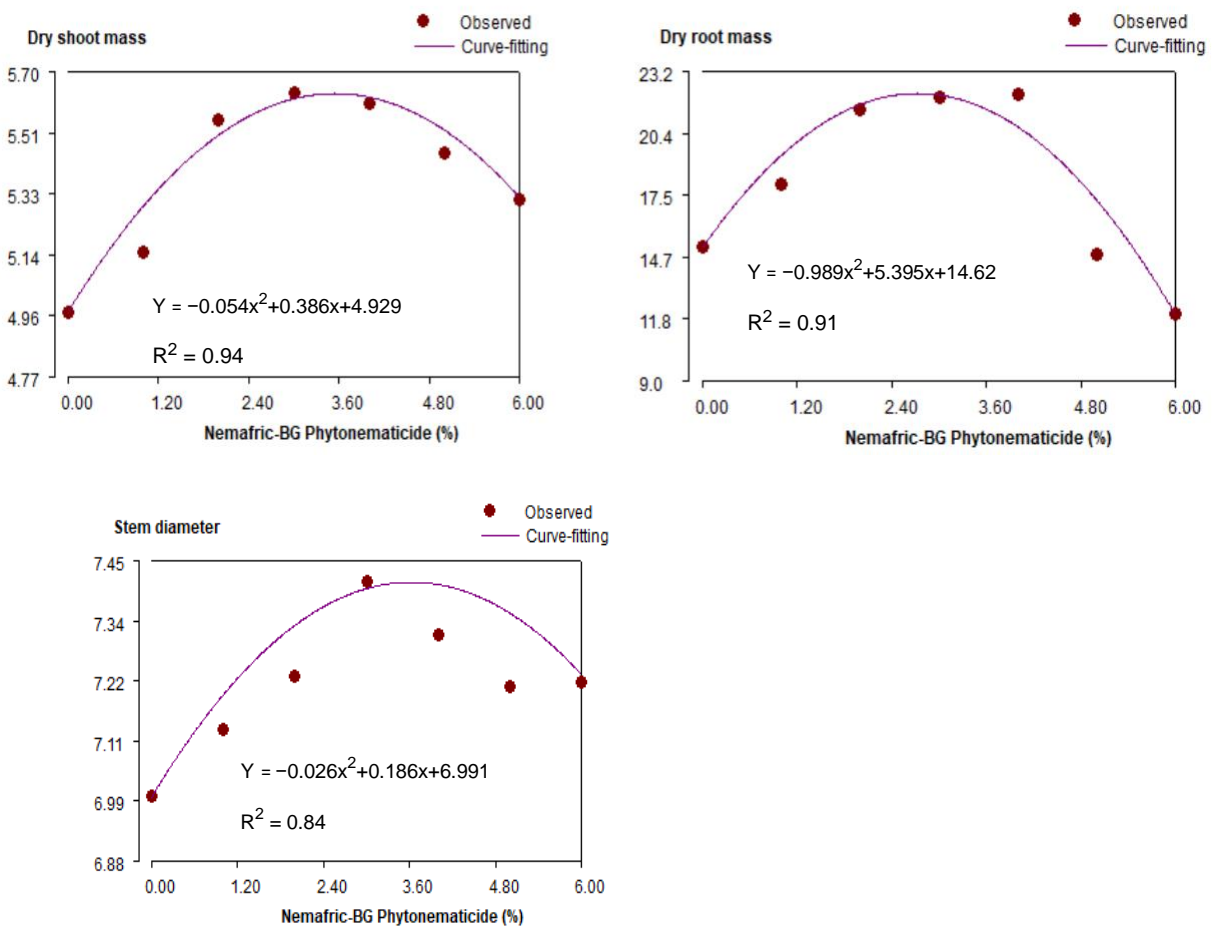 Dry shoot mass
Observed
Curve-fitting
5.70
5.51
5.33
5.14
4.96
4.77
Y = −0.054x²+0.386x+4.929
R² = 0.94
0.00 1.20 2.40 3.60 4.80 6.00
Nemafric-BG Phytonematicide (%)
Dry root mass
Observed
Curve-fitting
23.2
20.4
17.5
14.7
11.8
9.0
Y = −0.989x²+5.395x+14.62
R² = 0.91
0.00 1.20 2.40 3.60 4.80 6.00
Nemafric-BG Phytonematicide (%)
Stem diameter
Observed
Curve-fitting
7.45
7.34
7.22
7.11
6.99
6.88
Y = −0.026x²+0.186x+6.991
R² = 0.84
0.00 1.20 2.40 3.60 4.80 6.00
Nemafric-BG Phytonematicide (%)